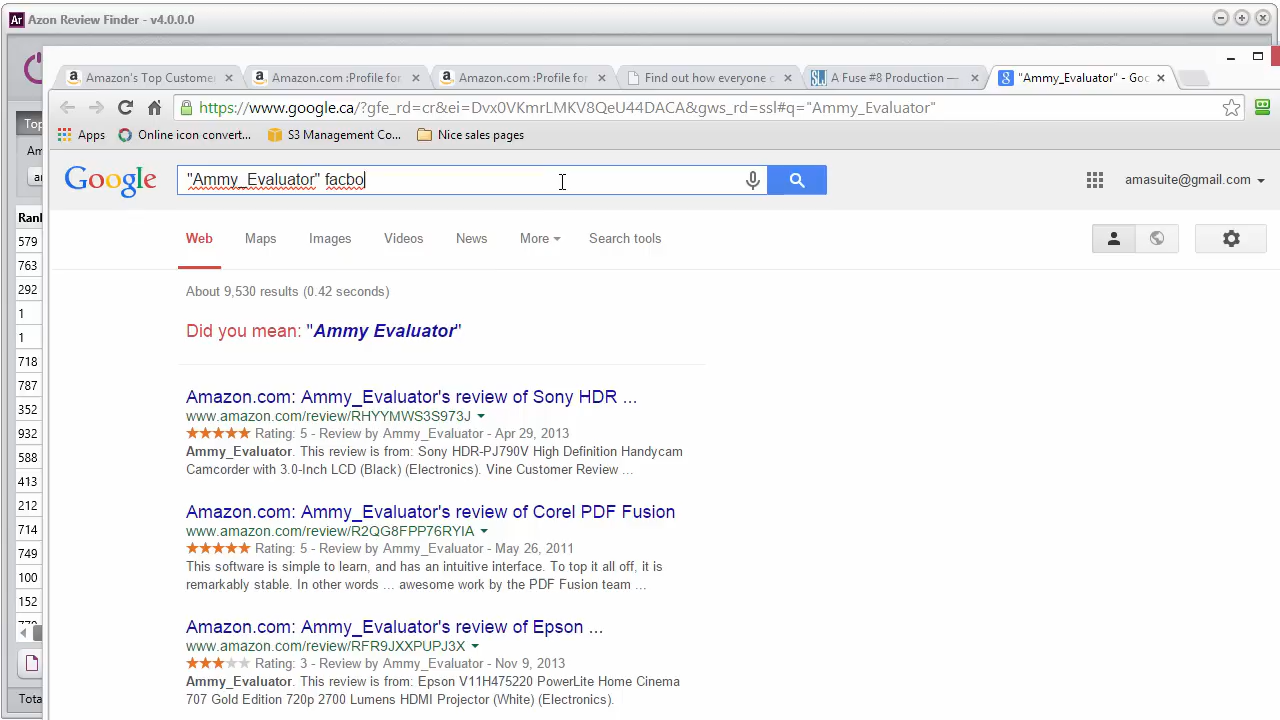 Ar Azon Review Finder - v4.0.0.0
Amazon's Top Custome
Amazon.com :Profile for
Amazon.com :Profile for
Find out how everyone c
A Fuse #8 Production —
"Ammy_Evaluator" - Goo
https://www.google.ca/?gfe_rd=cr&ei=Dvx0VKmrLMKV8QeU44DACA&gws_rd=ssl#q="Ammy_Evaluator"
Apps Online icon convert... S3 Management Co... Nice sales pages
Top
Am
Google
"Ammy_Evaluator" facbo
amasuite@gmail.com
Rank
579
763
292
1
1
718
787
352
932
588
413
212
714
749
100
152
Tota
Web Maps Images Videos News More Search tools
About 9,530 results (0.42 seconds)
Did you mean: "Ammy Evaluator"
Amazon.com: Ammy_Evaluator's review of Sony HDR ...
www.amazon.com/review/RHYYMWS3S973J
Rating: 5 - Review by Ammy_Evaluator - Apr 29, 2013
Ammy_Evaluator. This review is from: Sony HDR-PJ790V High Definition Handycam
Camcorder with 3.0-Inch LCD (Black) (Electronics). Vine Customer Review ...
Amazon.com: Ammy_Evaluator's review of Corel PDF Fusion
www.amazon.com/review/R2QG8FPP76RYIA
Rating: 5 - Review by Ammy_Evaluator - May 26, 2011
This software is simple to learn, and has an intuitive interface. To top it all off, it is
remarkably stable. In other words ... awesome work by the PDF Fusion team ...
Amazon.com: Ammy_Evaluator's review of Epson ...
www.amazon.com/review/RFR9JXXPUPJ3X
Rating: 3 - Review by Ammy_Evaluator - Nov 9, 2013
Ammy_Evaluator. This review is from: Epson V11H475220 PowerLite Home Cinema
707 Gold Edition 720p 2700 Lumens HDMI Projector (White) (Electronics).